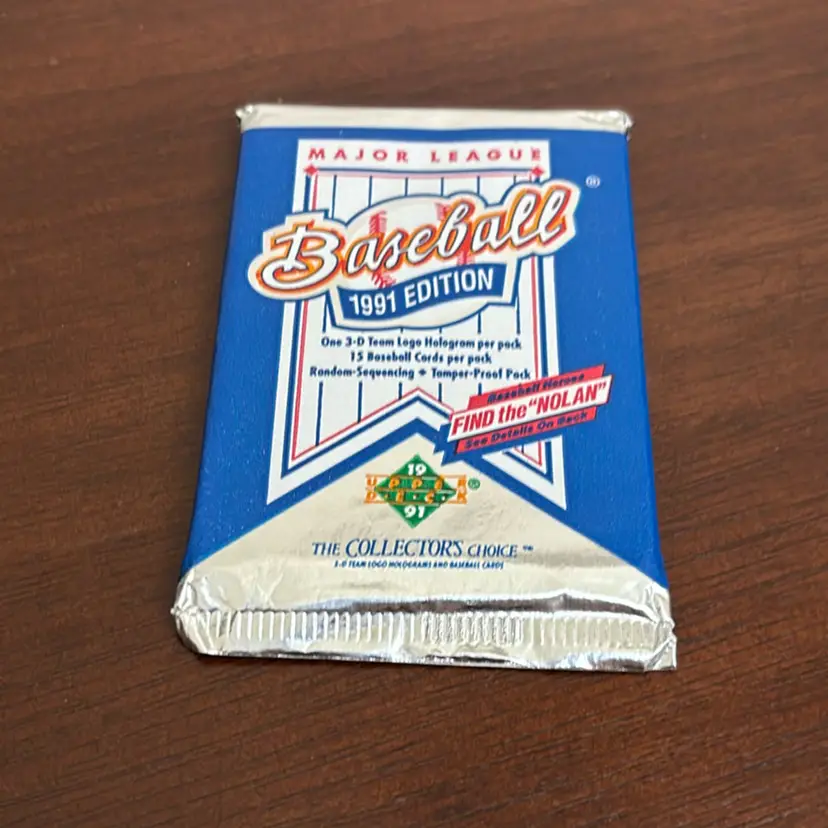 MAJOR LEAGUE
Baseball ®
1991 EDITION
One 3-D Team Logo Hologram per pack
15 Baseball Cards per pack
Random-Sequencing + Tamper-Proof Pack
Baseball Heroes
FIND the "NOLAN"
See Details On Back
19
UPPER ®
DECK
91
THE COLLECTOR'S CHOICE ™
3-D TEAM LOGO HOLOGRAMS AND BASEBALL CARDS